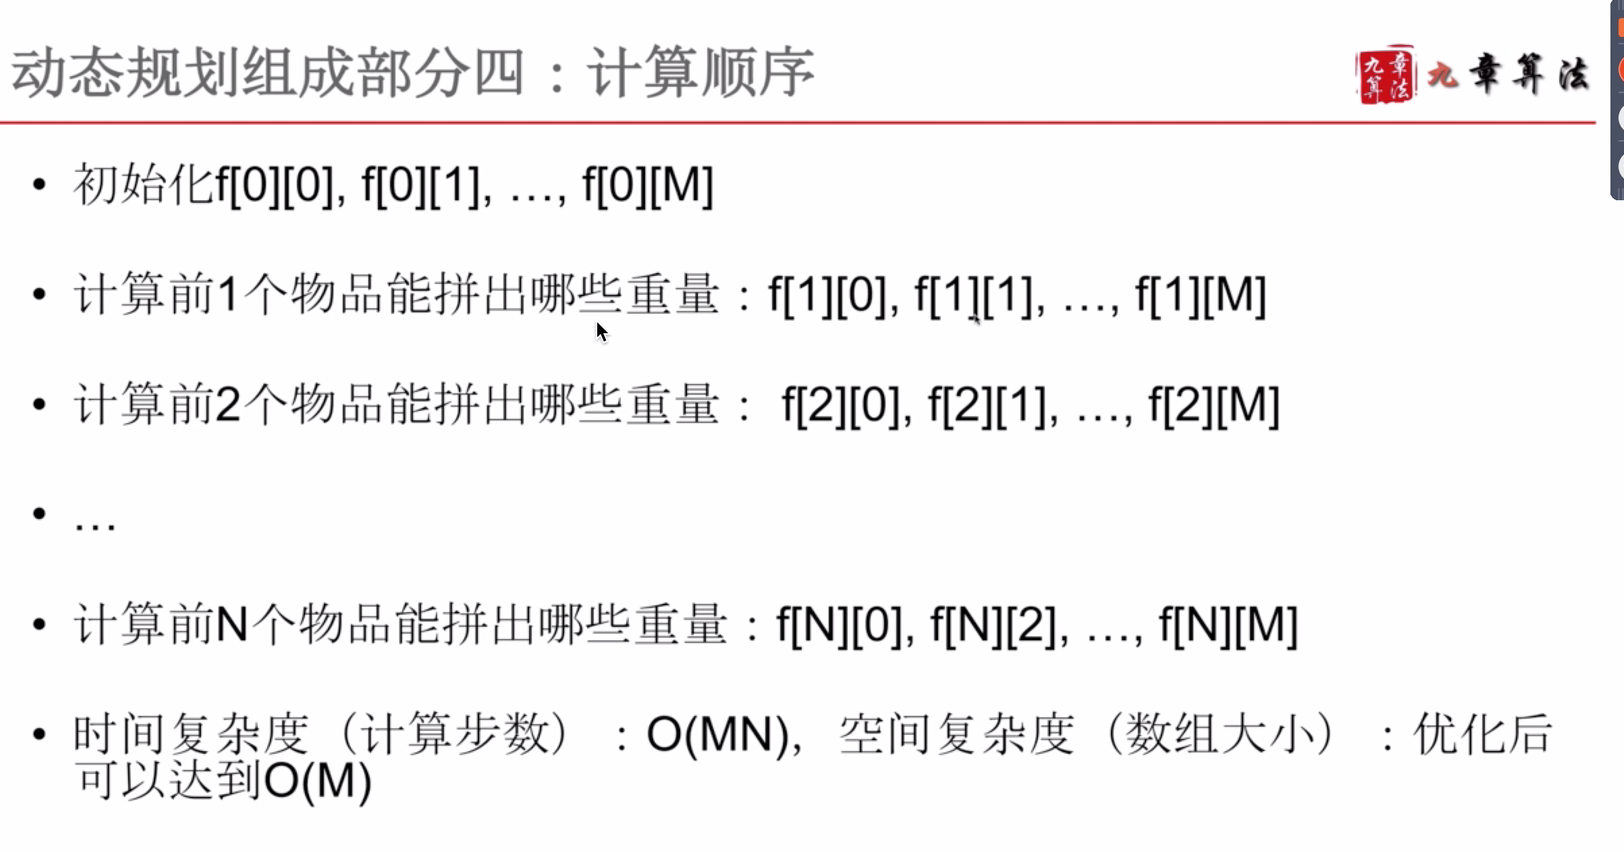 动态规划组成部分四：计算顺序
九章算法 九章算法
• 初始化f[0][0], f[0][1], …, f[0][M]
• 计算前1个物品能拼出哪些重量：f[1][0], f[1][1], …, f[1][M]
• 计算前2个物品能拼出哪些重量： f[2][0], f[2][1], …, f[2][M]
• …
• 计算前N个物品能拼出哪些重量：f[N][0], f[N][2], …, f[N][M]
• 时间复杂度（计算步数）：O(MN)，空间复杂度（数组大小）：优化后
可以达到O(M)